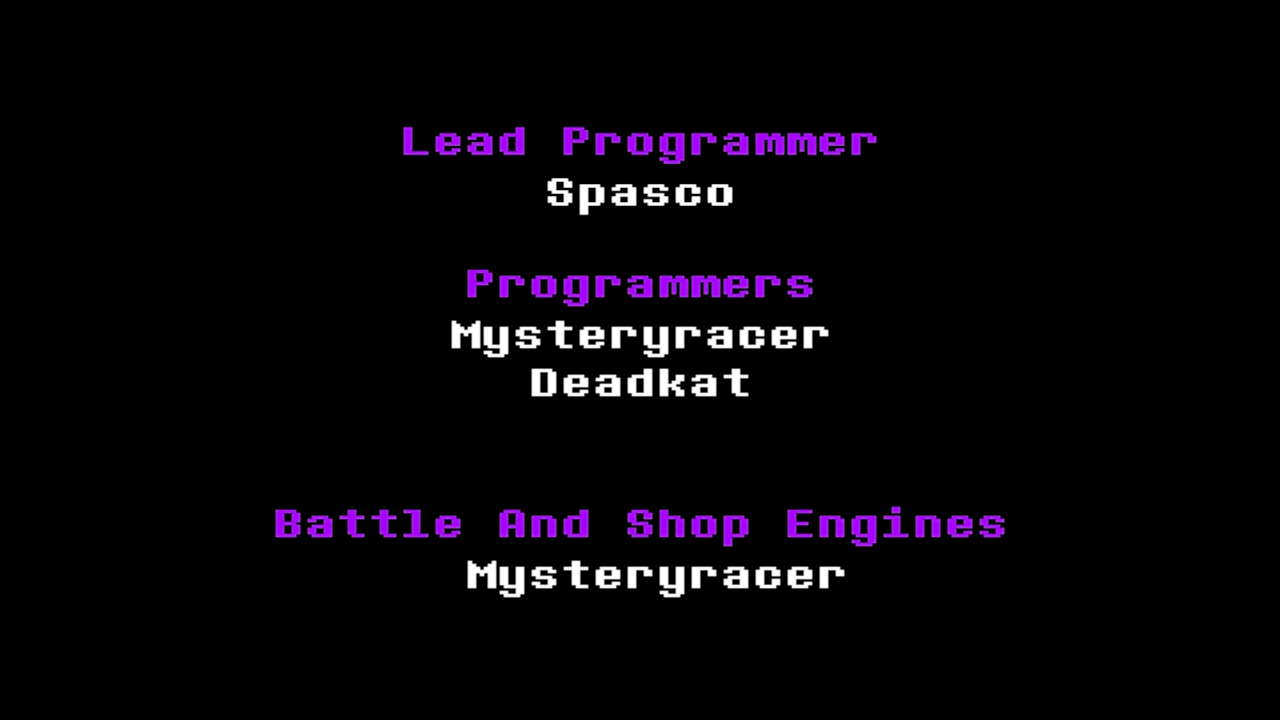 Lead Programmer
Spasco
Programmers
Mysteryracer
Deadkat
Battle And Shop Engines
Mysteryracer